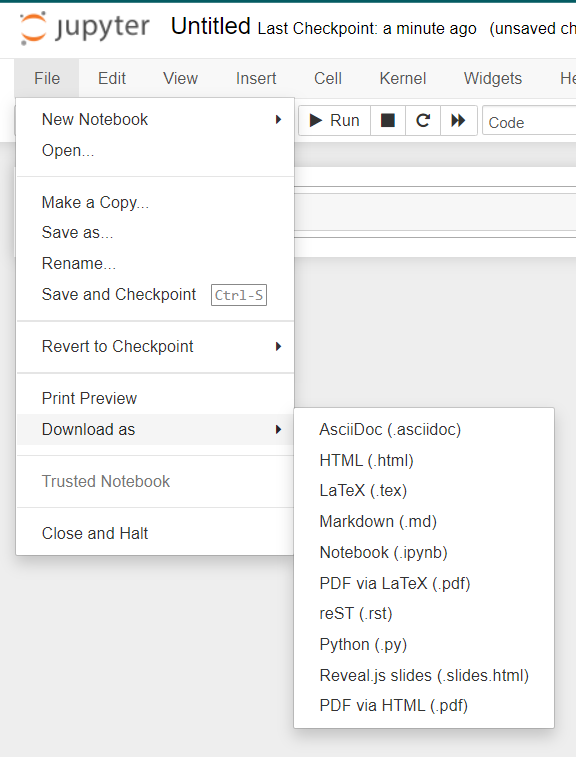 jupyter Untitled Last Checkpoint: a minute ago (unsaved ch
File Edit View Insert Cell Kernel Widgets He
New Notebook
Run
Code
Open...
Make a Copy...
Save as...
Rename...
Save and Checkpoint Ctrl-S
Revert to Checkpoint
Print Preview
Download as
Trusted Notebook
Close and Halt
AsciiDoc (.asciidoc)
HTML (.html)
LaTeX (.tex)
Markdown (.md)
Notebook (.ipynb)
PDF via LaTeX (.pdf)
reST (.rst)
Python (.py)
Reveal.js slides (.slides.html)
PDF via HTML (.pdf)